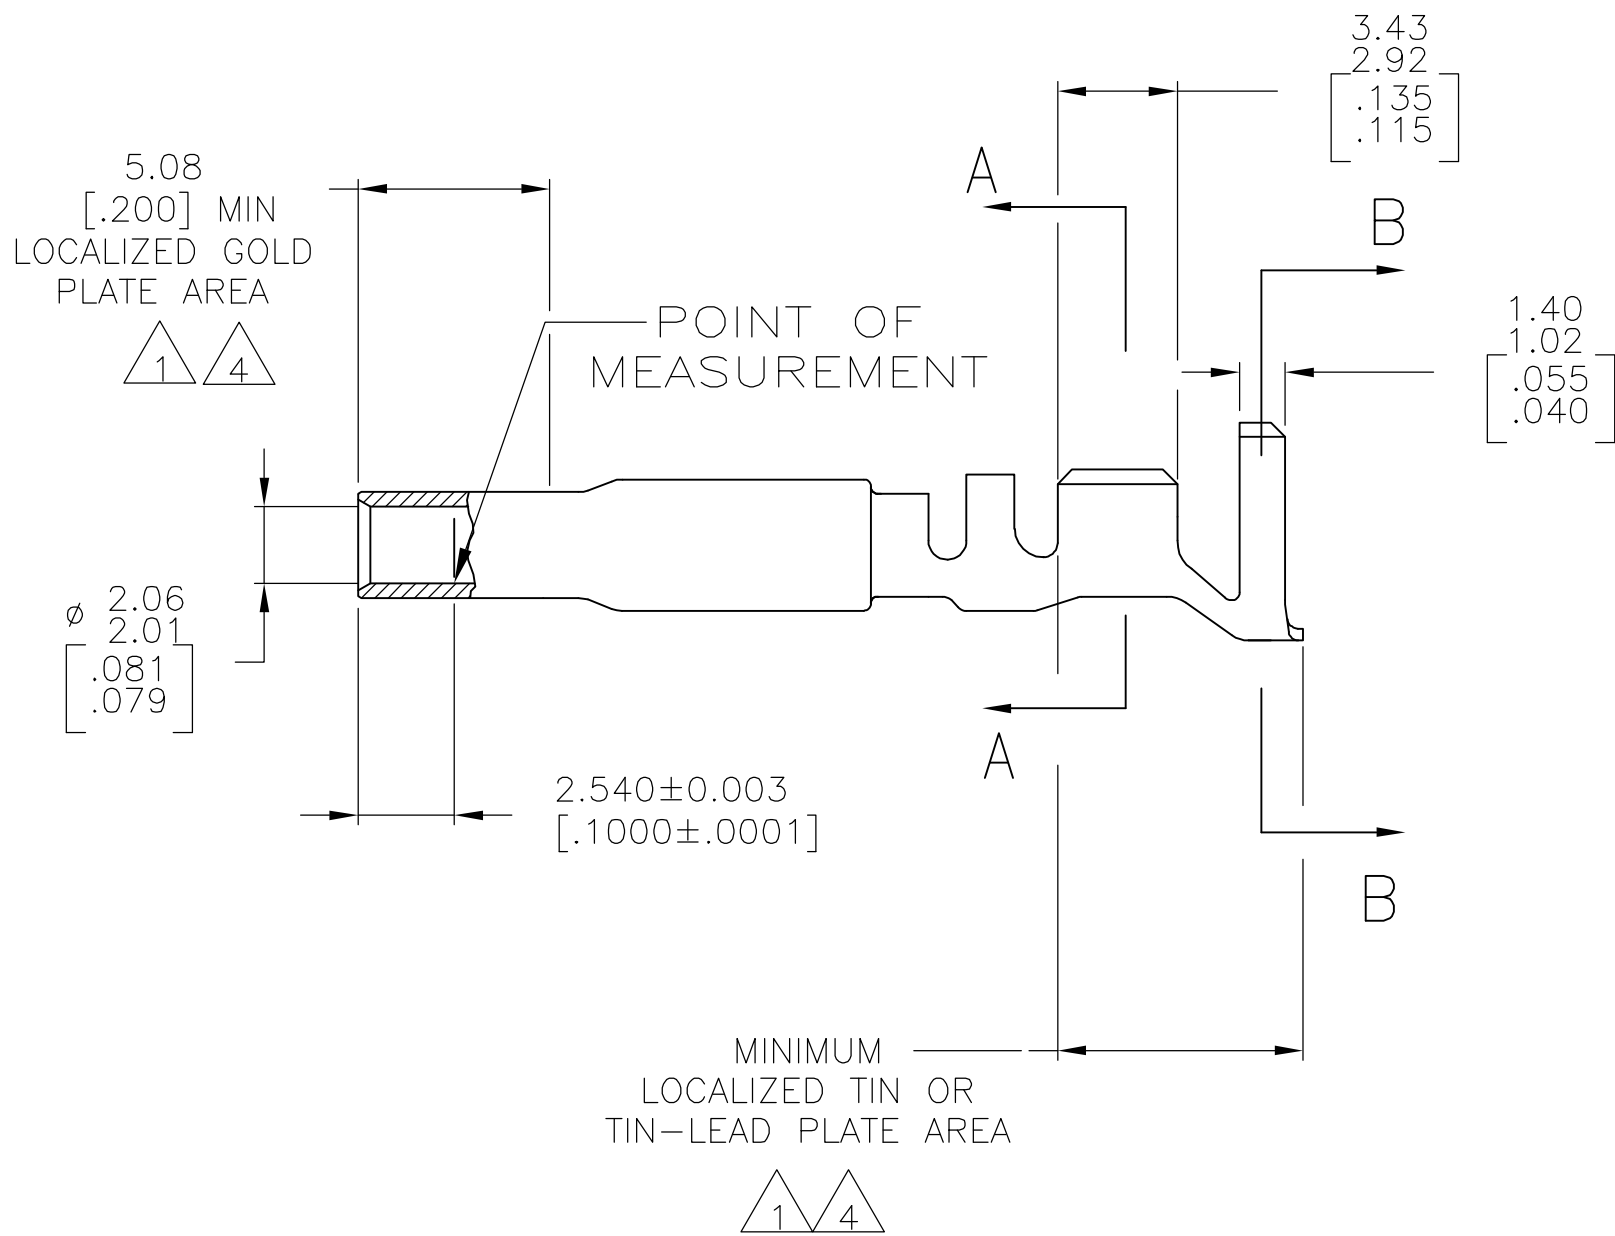 3.43
2.92
[.135
.115]
A
5.08
[.200] MIN
LOCALIZED GOLD
PLATE AREA
1 4
B
POINT OF
MEASUREMENT
1.40
1.02
[.055
.040]
ø 2.06
2.01
[.081
.079]
A
2.540±0.003
[.1000±.0001]
B
MINIMUM
LOCALIZED TIN OR
TIN-LEAD PLATE AREA
1 4